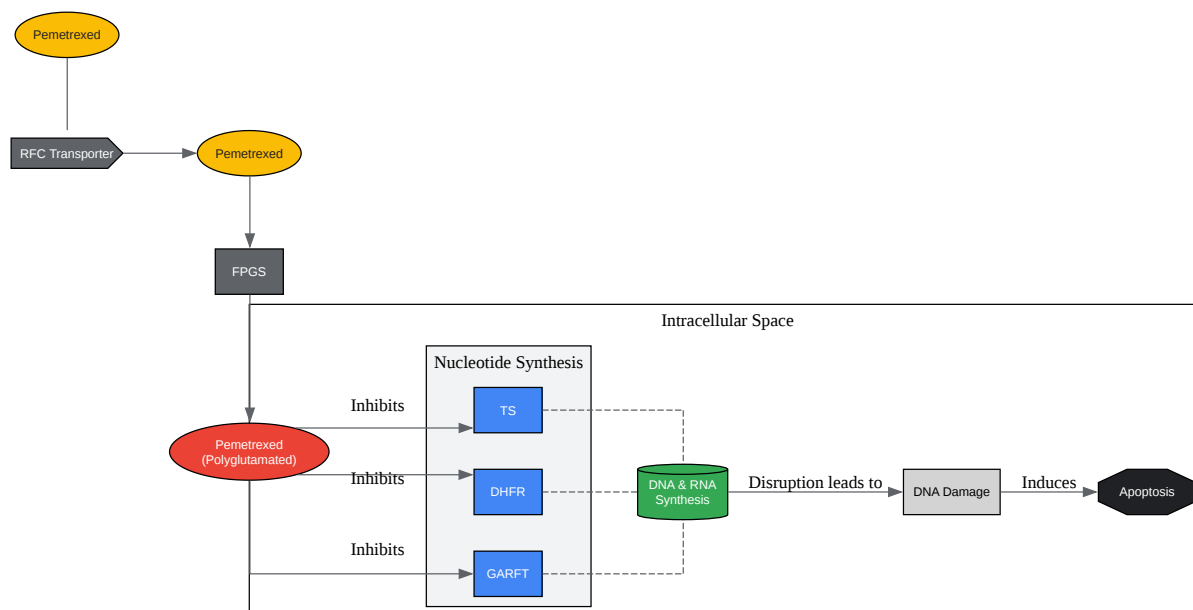 Pemetrexed
RFC Transporter
Pemetrexed
FPGS
Intracellular Space
Nucleotide Synthesis
Inhibits
TS
Pemetrexed
(Polyglutamated)
Inhibits
DHFR
DNA & RNA
Synthesis
Disruption leads to
DNA Damage
Induces
Apoptosis
Inhibits
GARFT